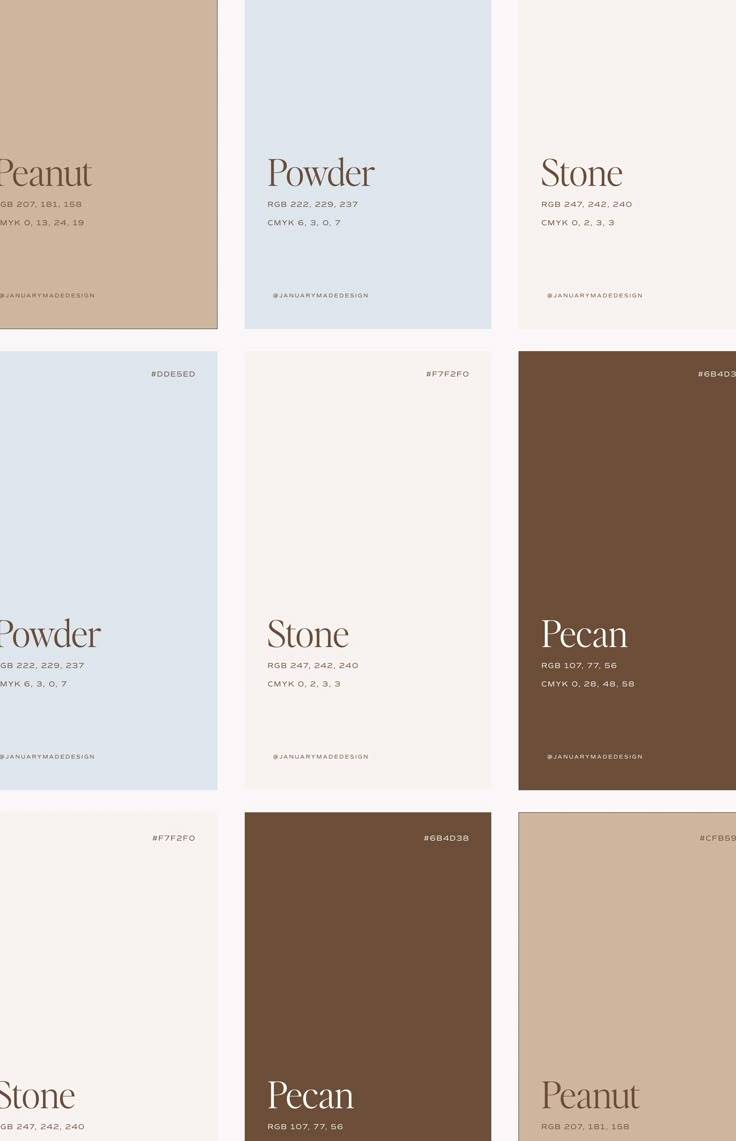 Peanut
GB 207, 181, 158
MYK 0, 13, 24, 19
@JANUARYMADEDESIGN
Powder
RGB 222, 229, 237
CMYK 6, 3, 0, 7
@JANUARYMADEDESIGN
Stone
RGB 247, 242, 240
CMYK 0, 2, 3, 3
@JANUARYMADEDESIGN
#DDE5ED
Powder
GB 222, 229, 237
MYK 6, 3, 0, 7
@JANUARYMADEDESIGN
#F7F2F0
Stone
RGB 247, 242, 240
CMYK 0, 2, 3, 3
@JANUARYMADEDESIGN
#6B4D3
Pecan
RGB 107, 77, 56
CMYK 0, 28, 48, 58
@JANUARYMADEDESIGN
#F7F2F0
Stone
GB 247, 242, 240
#6B4D38
Pecan
RGB 107, 77, 56
#CFB59
Peanut
RGB 207, 181, 158